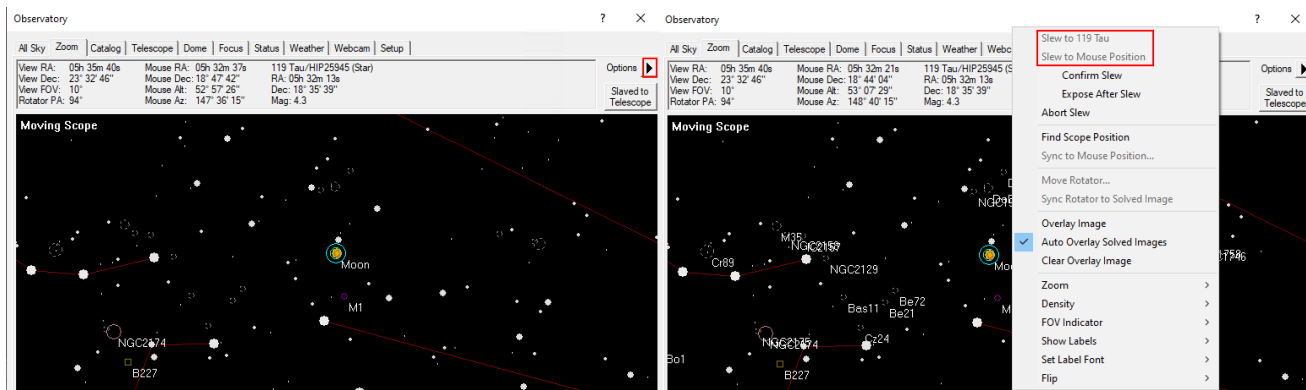 Observatory
? ×
All Sky Zoom Catalog Telescope Dome Focus Status Weather Webcam Setup
View RA: 05h 35m 40s Mouse RA: 05h 32m 37s 119 Tau/HIP25945 (Star)
View Dec: 23° 32' 46" Mouse Dec: 18° 47' 42" RA: 05h 32m 13s
View FOV: 10° Mouse Alt: 52° 57' 26" Dec: 18° 35' 39"
Rotator PA: 94° Mouse Az: 147° 36' 15" Mag: 4.3
Options
Slaved to
Telescope
Moving Scope
Moon
M1
NGC2174
B227
Observatory
? ×
All Sky Zoom Catalog Telescope Dome Focus Status Weather Webc
View RA: 05h 35m 40s Mouse RA: 05h 32m 21s 119 Tau/HIP25945 (S
View Dec: 23° 32' 46" Mouse Dec: 18° 44' 04" RA: 05h 32m 13s
View FOV: 10° Mouse Alt: 53° 07' 29" Dec: 18° 35' 39"
Rotator PA: 94° Mouse Az: 148° 40' 15" Mag: 4.3
Options
Slaved to
Telescope
Moving Scope
M35
Cr89
NGC2129
Bas11
Be72
Be21
Cz24
Bo1
B227
Moo
M
Slew to 119 Tau
Slew to Mouse Position
Confirm Slew
Expose After Slew
Abort Slew
Find Scope Position
Sync to Mouse Position...
Move Rotator...
Sync Rotator to Solved Image
Overlay Image
Auto Overlay Solved Images
Clear Overlay Image
Zoom
Density
FOV Indicator
Show Labels
Set Label Font
Flip